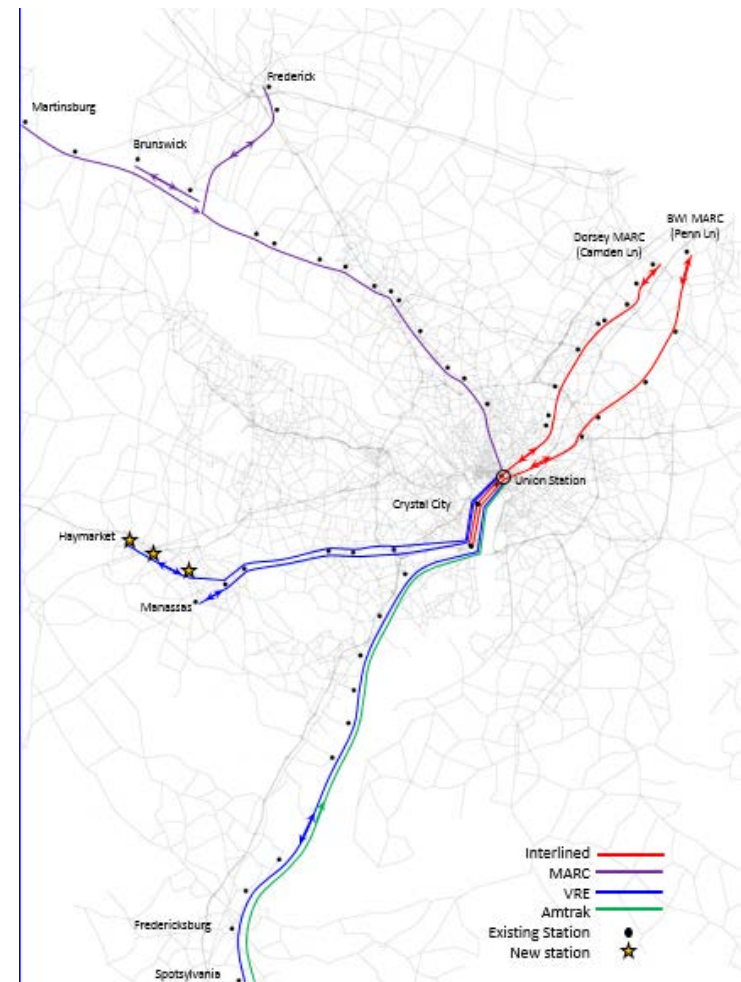 Frederick
Martinsburg
Brunswick
BWI MARC
(Penn Ln)
Dorsey MARC
(Camden Ln)
Union Station
Crystal City
Haymarket
Manassas
Interlined
MARC
VRE
Amtrak
Existing Station
New station
Fredericksburg
Spotsylvania